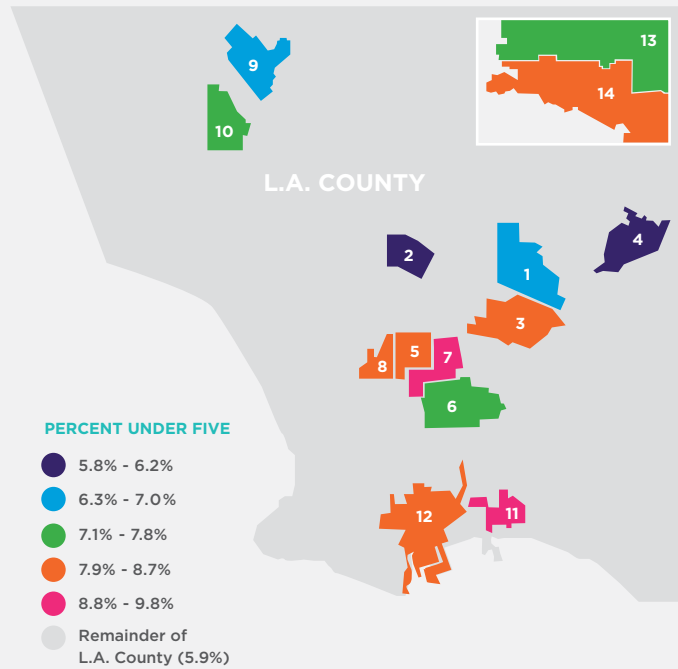 9
13
10
14
L.A. COUNTY
4
2
1
3
5
7
8
6
12
11
PERCENT UNDER FIVE
5.8% - 6.2%
6.3% - 7.0%
7.1% - 7.8%
7.9% - 8.7%
8.8% - 9.8%
Remainder of
L.A. County (5.9%)